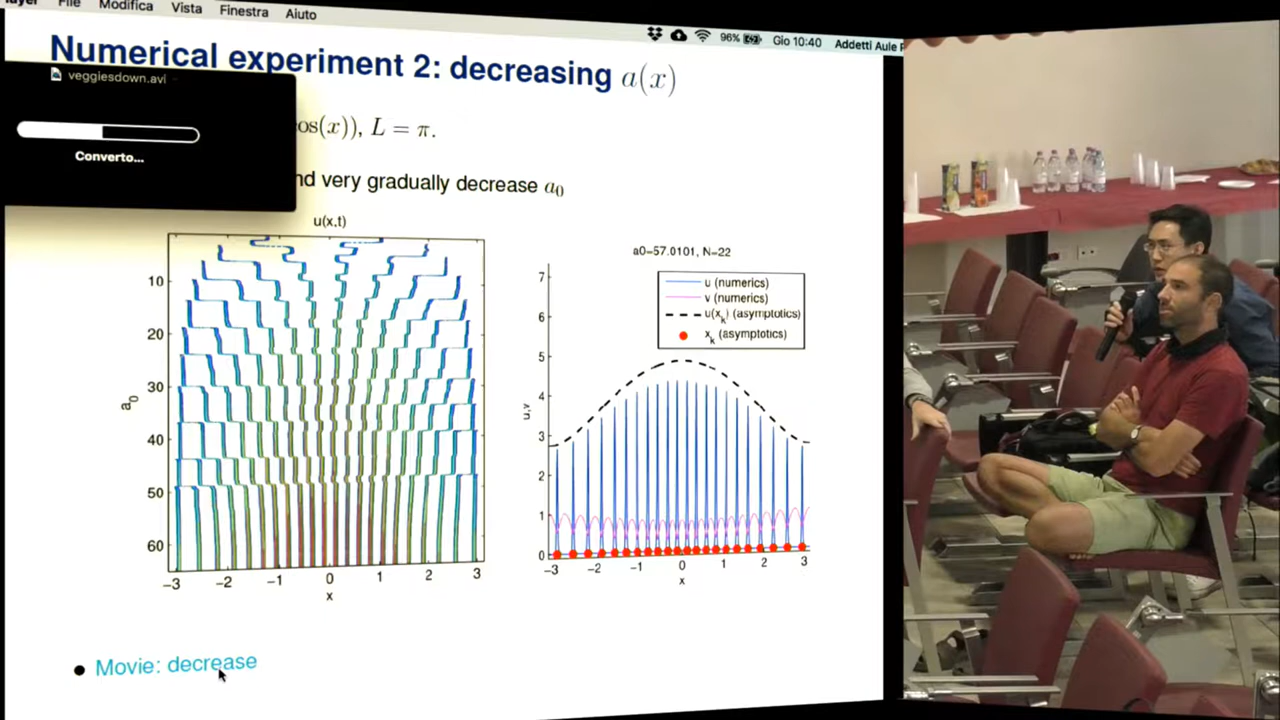 File Modifica Vista Finestra Aiuto
96% Gio 10:40 Addetti Aule
Numerical experiment 2: decreasing a(x)
veggiesdown.avi
Converto...
os(x)), L = π.
nd very gradually decrease a₀
u(x,t)
10
20
30
40
50
60
a₀
−3 −2 −1 0 1 2 3
x
a0=57.0101, N=22
u (numerics)
v (numerics)
u(xₖ) (asymptotics)
xₖ (asymptotics)
7
6
5
4
3
2
1
0
u,v
−3 −2 −1 0 1 2 3
x
• Movie: decrease